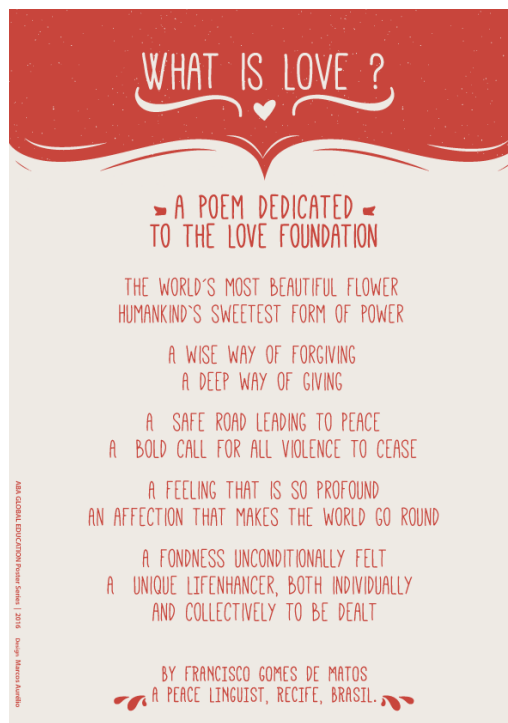 WHAT IS LOVE ?
A POEM DEDICATED
TO THE LOVE FOUNDATION
THE WORLD´S MOST BEAUTIFUL FLOWER
HUMANKIND`S SWEETEST FORM OF POWER
A WISE WAY OF FORGIVING
A DEEP WAY OF GIVING
A SAFE ROAD LEADING TO PEACE
A BOLD CALL FOR ALL VIOLENCE TO CEASE
A FEELING THAT IS SO PROFOUND
AN AFFECTION THAT MAKES THE WORLD GO ROUND
A FONDNESS UNCONDITIONALLY FELT
A UNIQUE LIFENHANCER, BOTH INDIVIDUALLY
AND COLLECTIVELY TO BE DEALT
BY FRANCISCO GOMES DE MATOS
A PEACE LINGUIST, RECIFE, BRASIL.
ABA GLOBAL EDUCATION Poster Series | 2016 Design: Marcos Aurélio